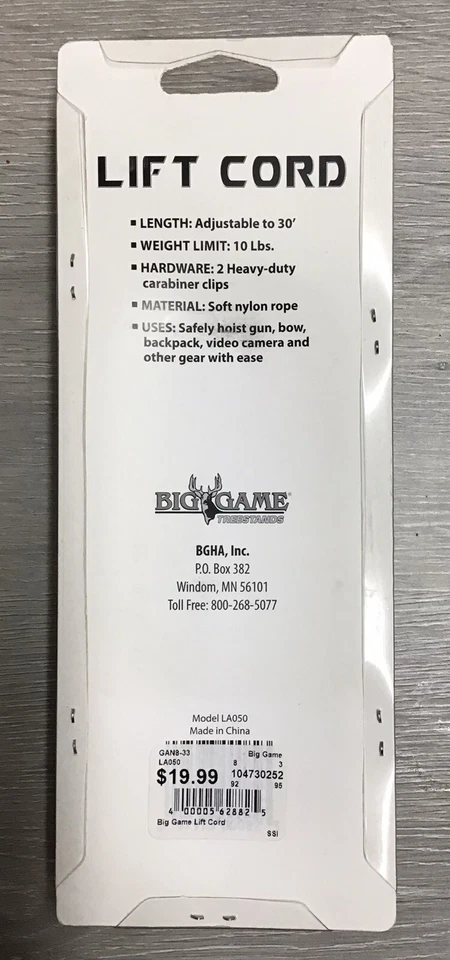 LIFT CORD
▪ LENGTH: Adjustable to 30'
▪ WEIGHT LIMIT: 10 Lbs.
▪ HARDWARE: 2 Heavy-duty
carabiner clips
▪ MATERIAL: Soft nylon rope
▪ USES: Safely hoist gun, bow,
backpack, video camera and
other gear with ease
BIG GAME®
TREESTANDS
BGHA, Inc.
P.O. Box 382
Windom, MN 56101
Toll Free: 800-268-5077
Model LA050
Made in China
GANB-33 Big Game
LA050 8 3
$19.99 104730252
92 95
4 00005 62882 5
Big Game Lift Cord
SSI